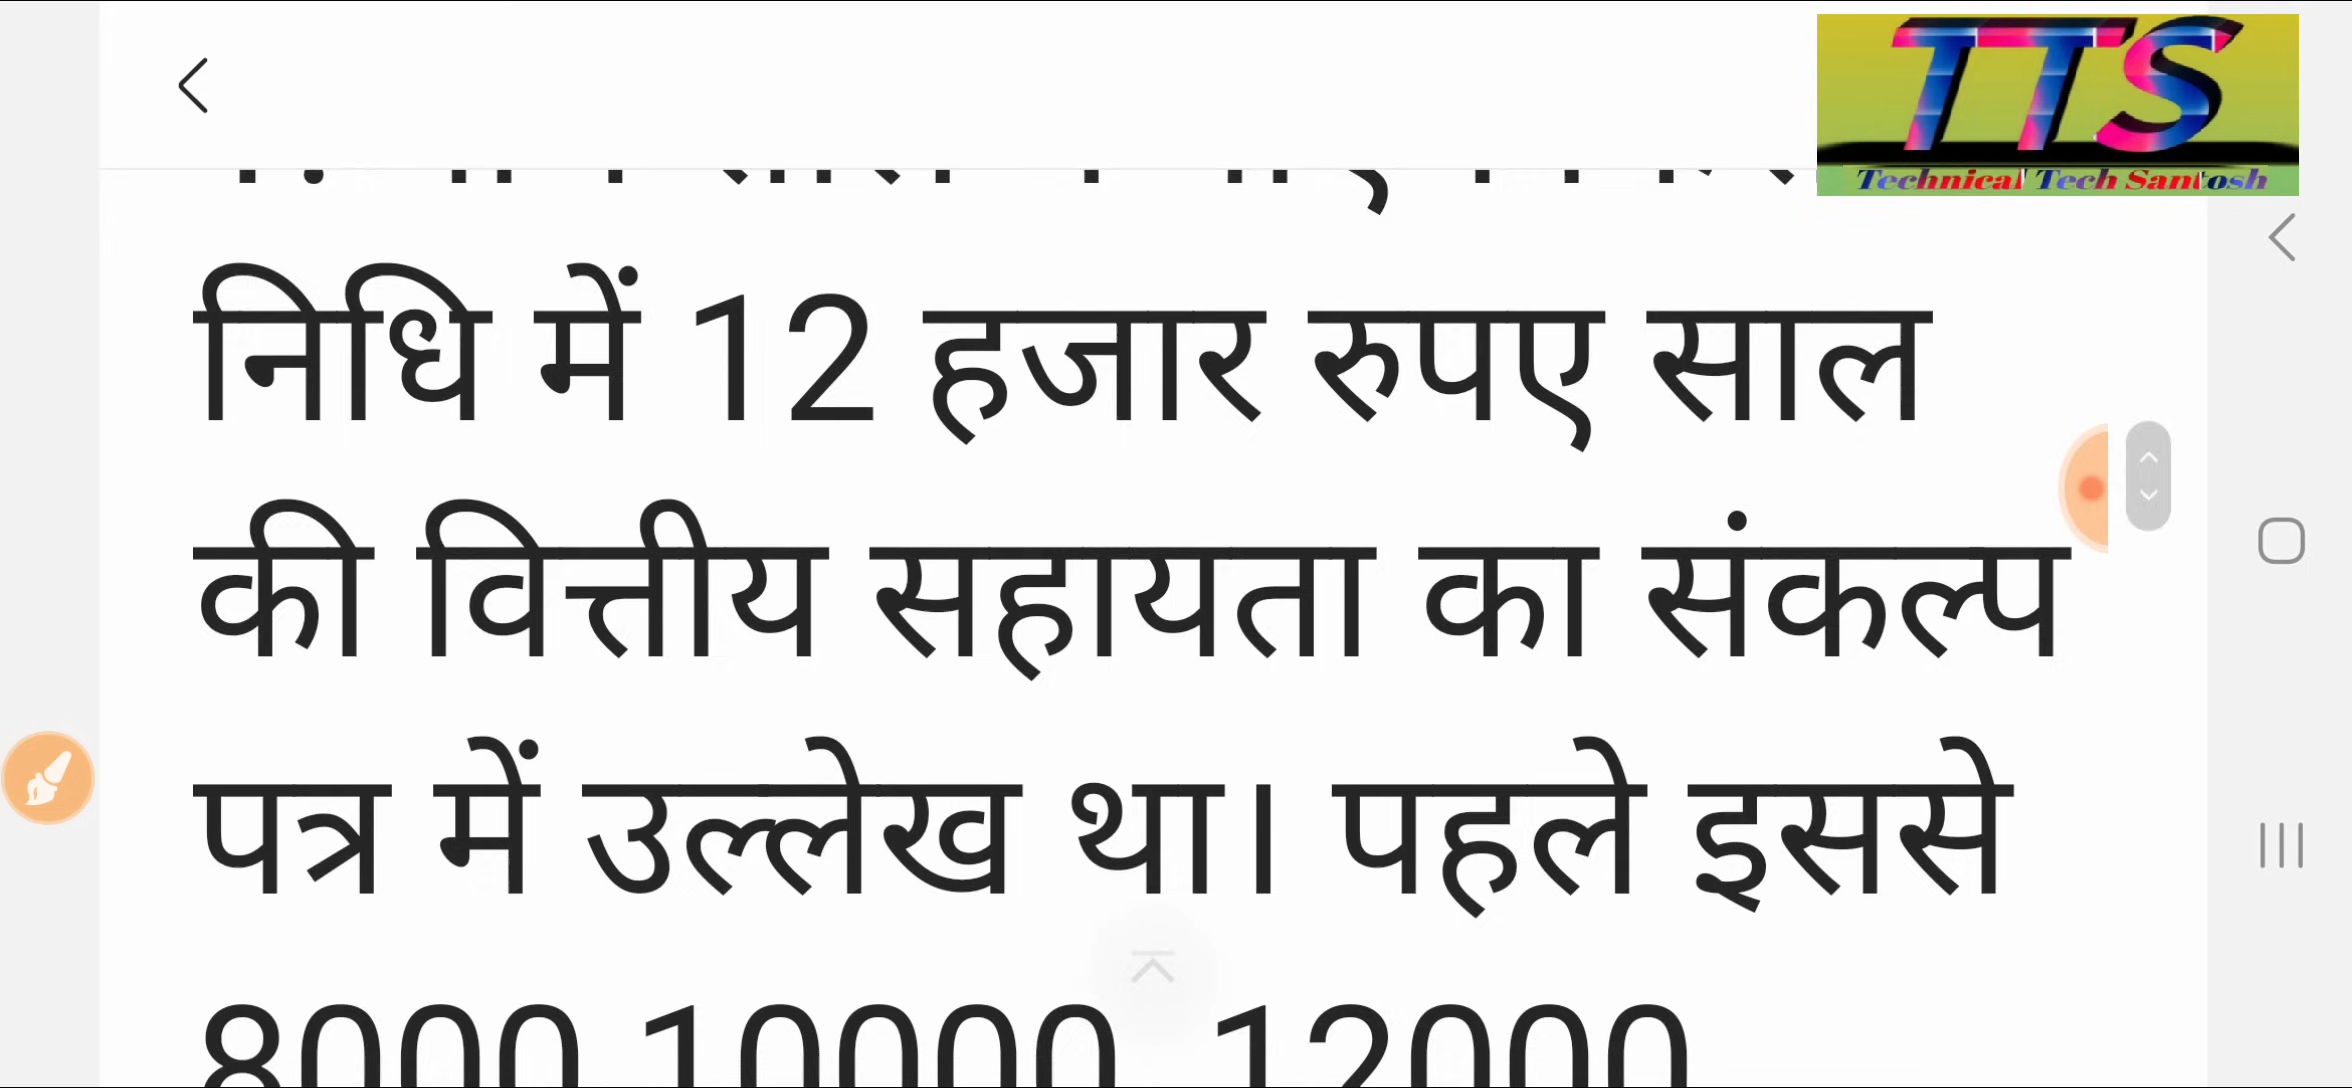 TTS
Technical Tech Santosh
निधि में 12 हजार रुपए साल
की वित्तीय सहायता का संकल्प
पत्र में उल्लेख था। पहले इससे
8000 10000 12000